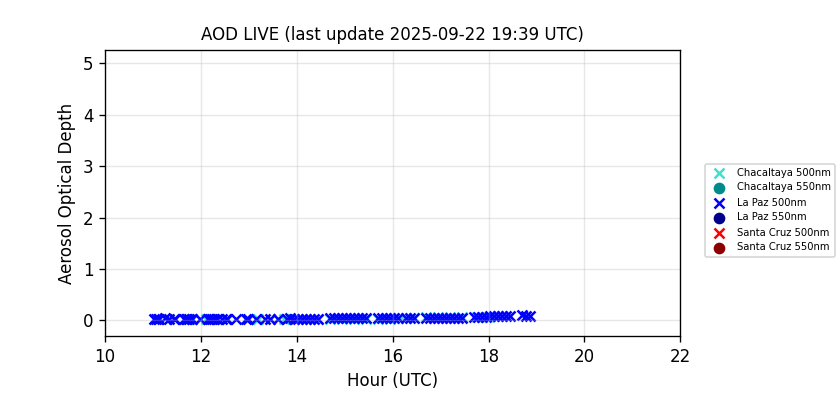 AOD LIVE (last update 2025-09-22 19:39 UTC)
Aerosol Optical Depth
5
4
3
2
1
0
10 12 14 16 18 20 22
Hour (UTC)
Chacaltaya 500nm
Chacaltaya 550nm
La Paz 500nm
La Paz 550nm
Santa Cruz 500nm
Santa Cruz 550nm